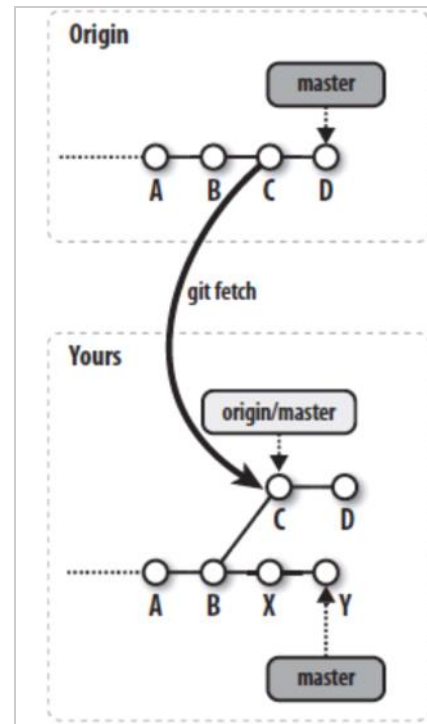 Origin
master
A B C D
git fetch
Yours
origin/master
C D
A B X Y
master